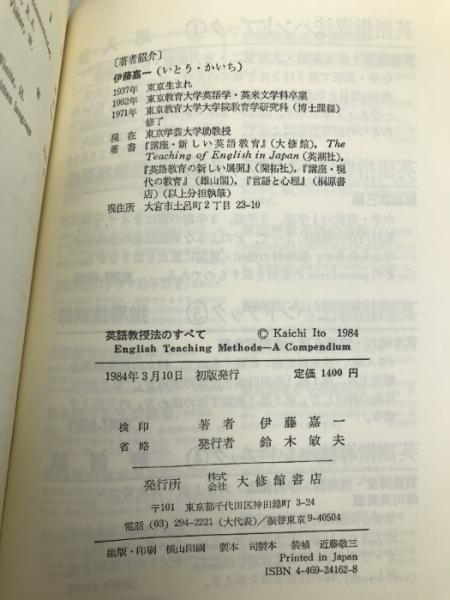 〔著者紹介〕
伊藤嘉一(いとう・かいち)
1937年 東京生まれ
1962年 東京教育大学英語学・英米文学科卒業
1971年 東京教育大学大学院教育学研究科(博士課程)
修了
現在 東京学芸大学助教授
著書 『講座・新しい英語教育』(大修館), The
Teaching of English in Japan (英潮社),
『英語教育の新しい展開』(開拓社),『講座・現
代の教育』(雄山閣),『言語と心理』(桐原書
店)(以上分担執筆)
現住所 大宮市土呂町2丁目23-10
英語教授法のすべて © Kaichi Ito 1984
English Teaching Methods—A Compendium
1984年3月10日 初版発行 定価 1400 円
検印 著者 伊藤嘉一
省略 発行者 鈴木敏夫
発行所 株式会社 大修館書店
〒101 東京都千代田区神田錦町 3-24
電話 (03) 294-2221 (大代表)/振替東京 9-40504
組版・印刷 横山印刷 製本 司製本 装幀 近藤敬三
Printed in Japan
ISBN 4-469-24162-8